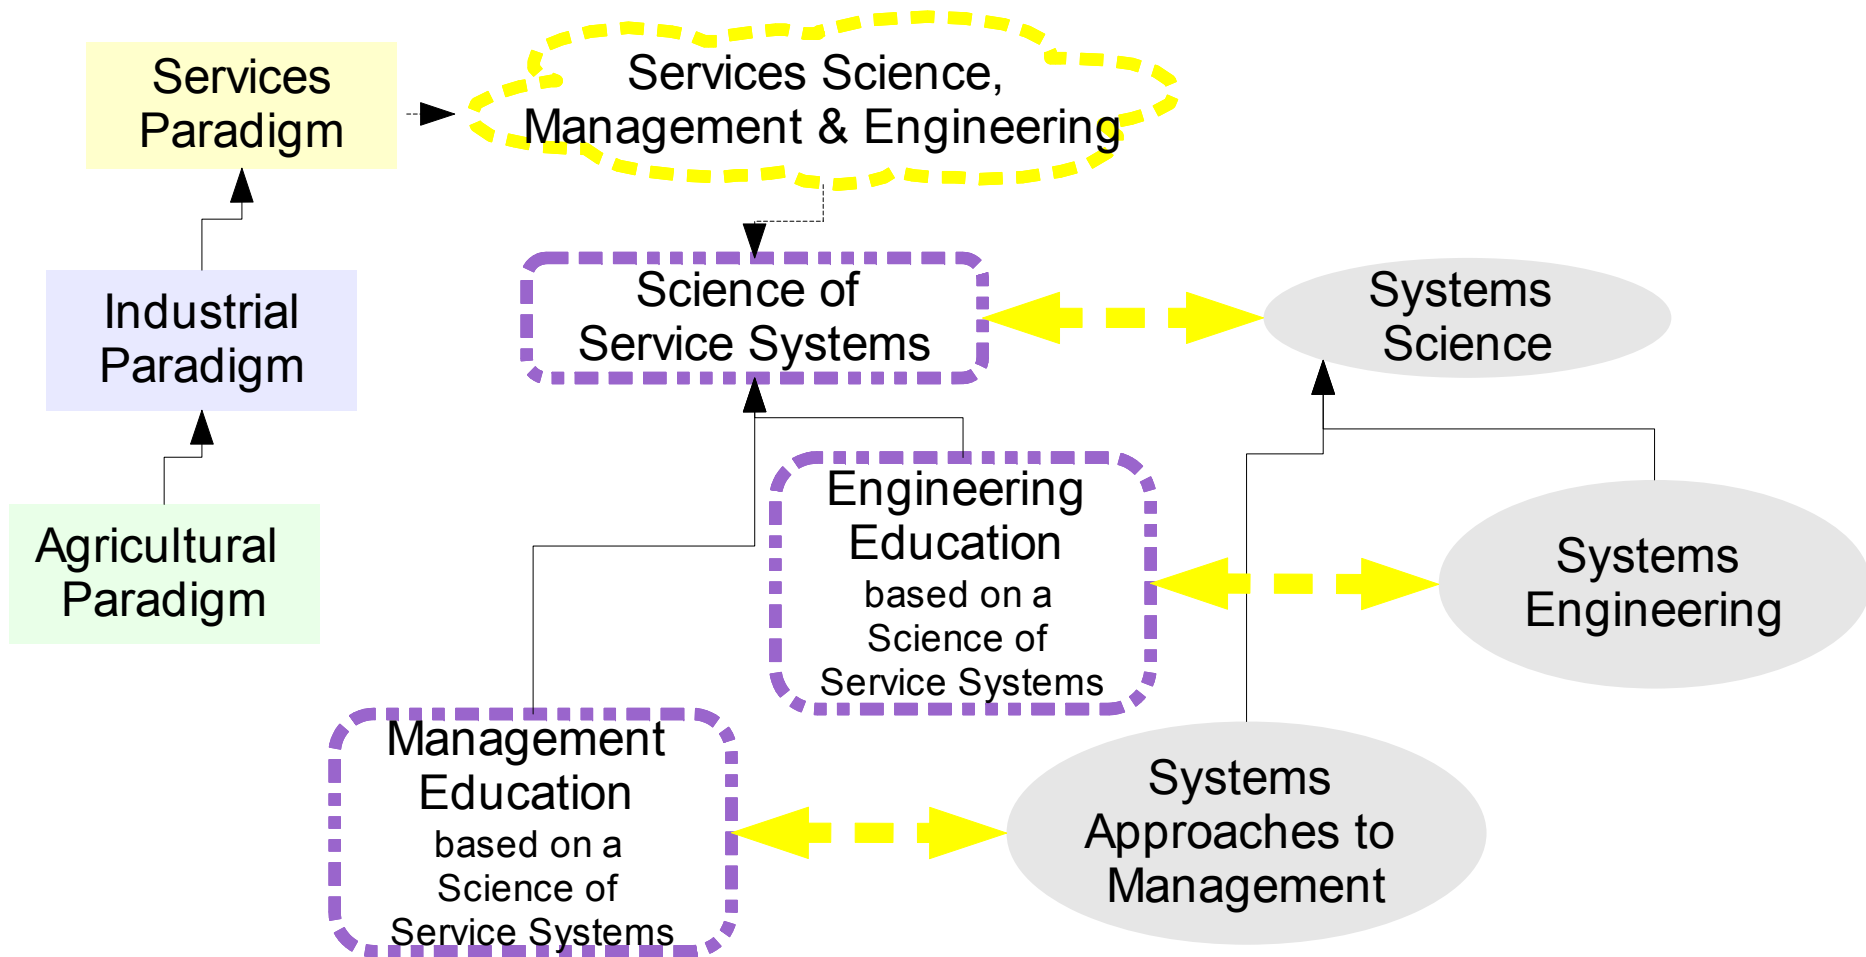 Services
Paradigm
Services Science,
Management & Engineering
Industrial
Paradigm
Science of
Service Systems
Systems
Science
Agricultural
Paradigm
Engineering
Education
based on a
Science of
Service Systems
Systems
Engineering
Management
Education
based on a
Science of
Service Systems
Systems
Approaches to
Management